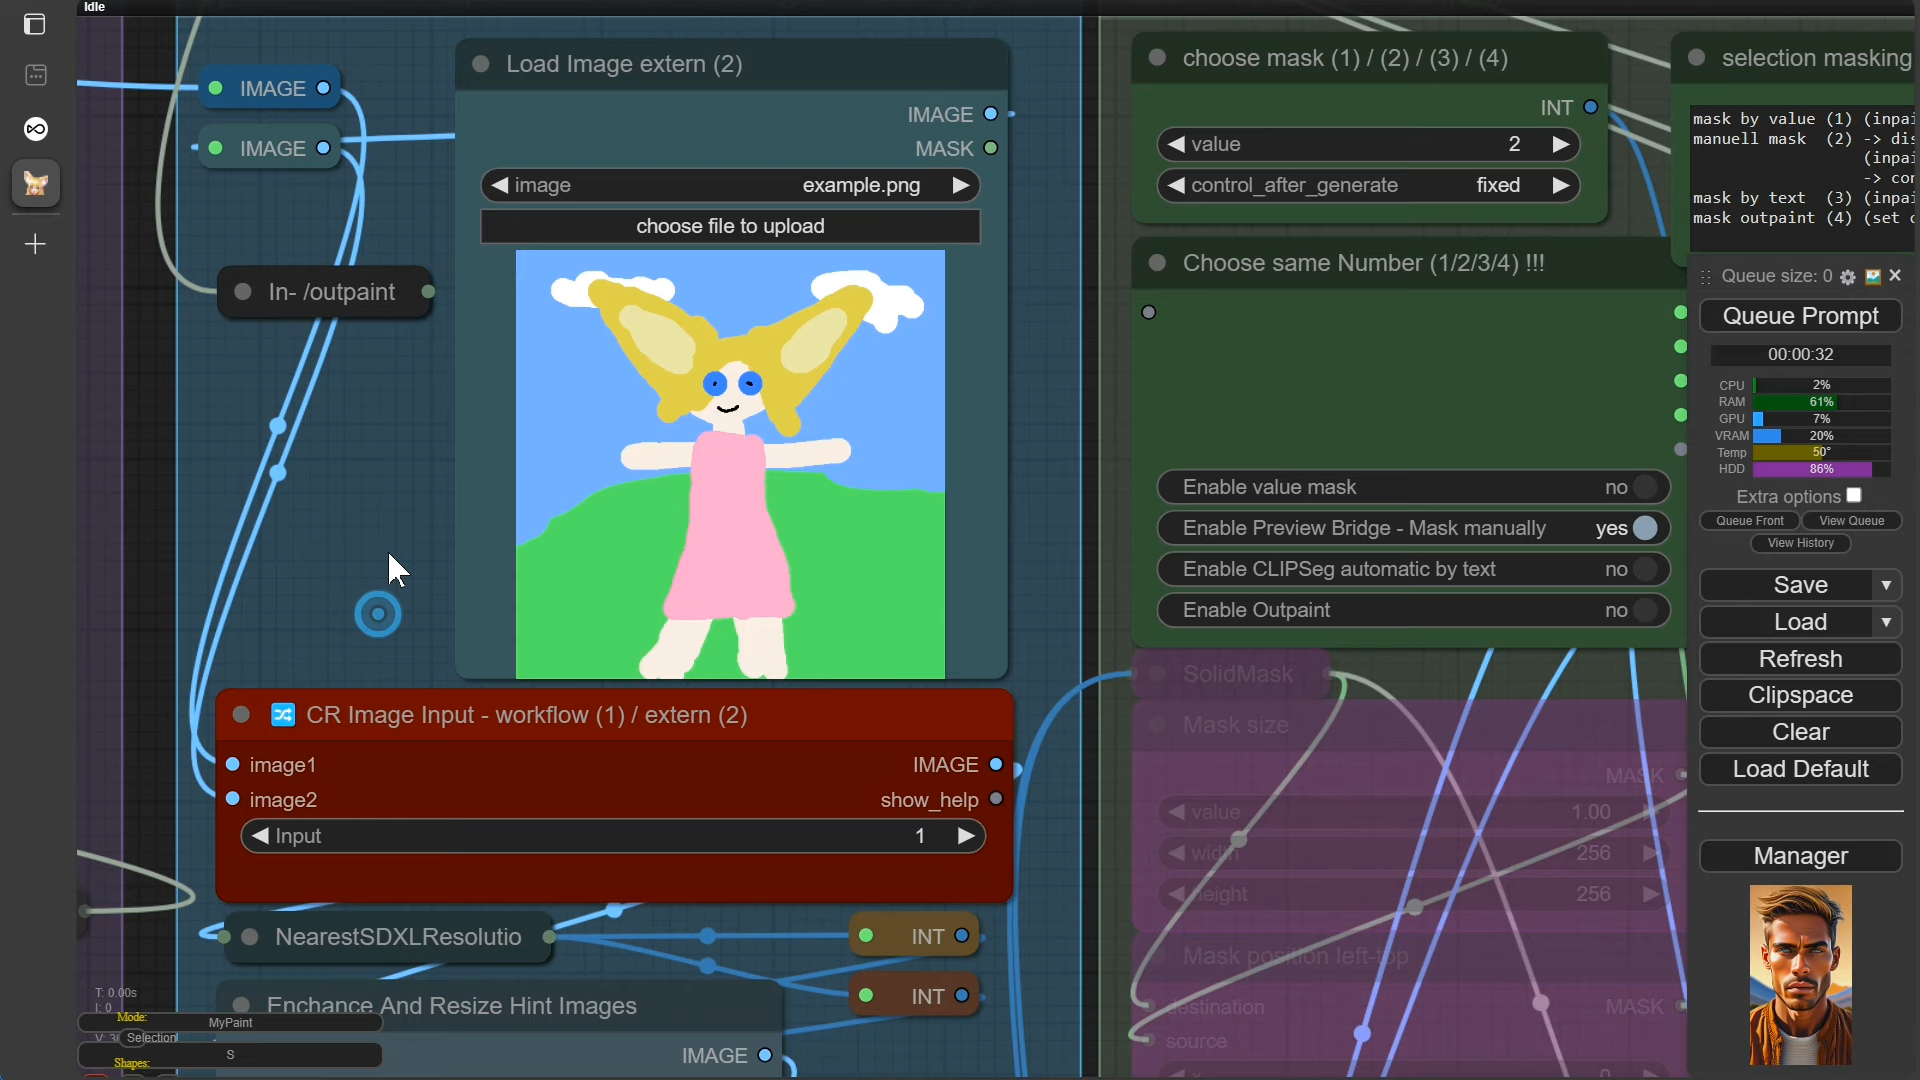 Idle
IMAGE
IMAGE
In- /outpaint
Load Image extern (2)
IMAGE
MASK
image example.png
choose file to upload
CR Image Input - workflow (1) / extern (2)
image1 IMAGE
image2 show_help
Input 1
NearestSDXLResolutio
INT
INT
Enchance And Resize Hint Images
IMAGE
T: 0.00s
I: 0
Mode:
MyPaint
Selection
Shapes:
S
choose mask (1) / (2) / (3) / (4)
INT
value 2
control_after_generate fixed
Choose same Number (1/2/3/4) !!!
Enable value mask no
Enable Preview Bridge - Mask manually yes
Enable CLIPSeg automatic by text no
Enable Outpaint no
SolidMask
Mask size
MASK
value 1.00
width 256
height 256
Mask position left-top
destination MASK
source
selection masking
mask by value (1) (inpai
manuell mask (2) -> dis
(inpai
-> con
mask by text (3) (inpai
mask outpaint (4) (set
Queue size: 0
Queue Prompt
00:00:32
CPU 2%
RAM 61%
GPU 7%
VRAM 20%
Temp 50°
HDD 86%
Extra options
Queue Front View Queue
View History
Save
Load
Refresh
Clipspace
Clear
Load Default
Manager